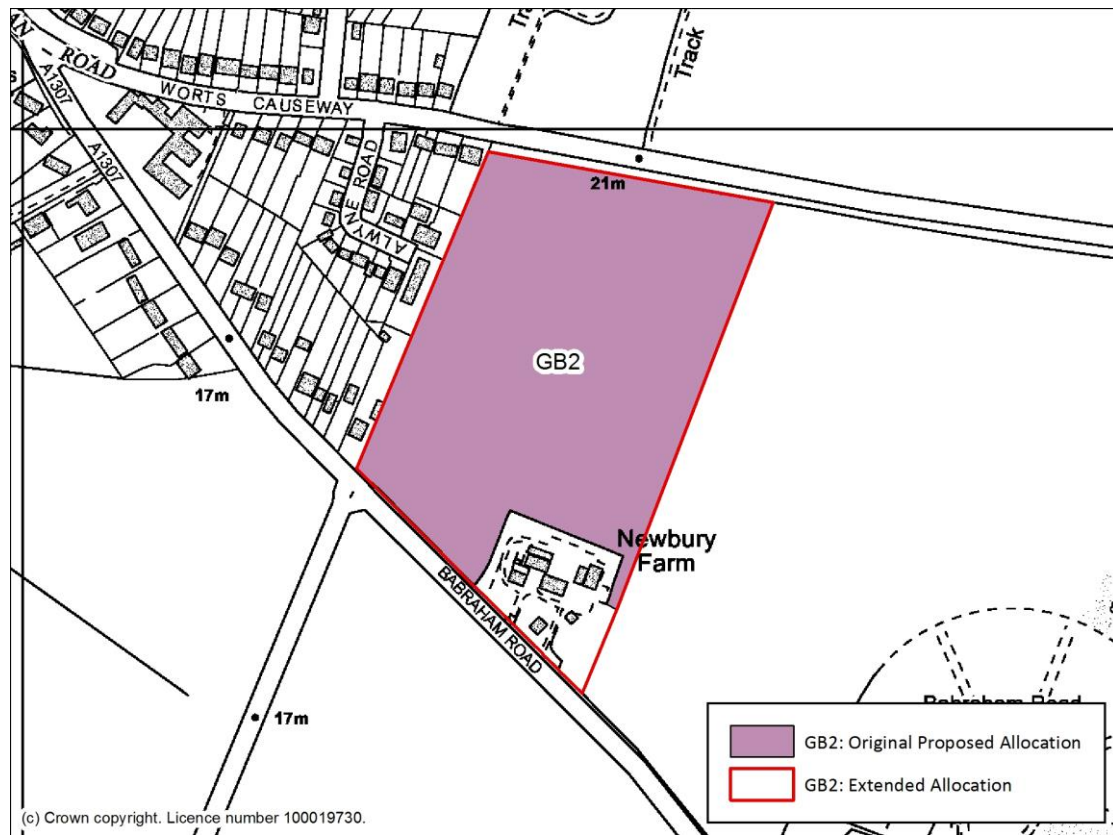 Track
ROAD
A1307
WORTS CAUSEWAY
A1307
ALWYNE ROAD
21m
GB2
17m
Newbury
Farm
BABRAHAM ROAD
17m
GB2: Original Proposed Allocation
GB2: Extended Allocation
(c) Crown copyright. Licence number 100019730.